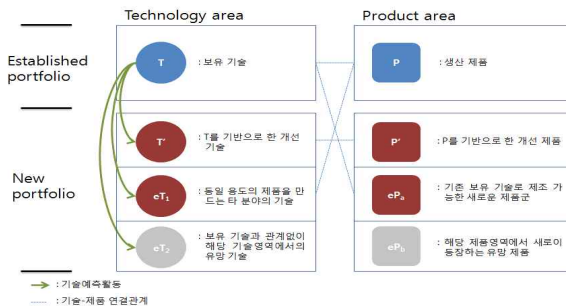 Technology area
Product area
Established
portfolio
T
: 보유 기술
P
: 생산 제품
New
portfolio
T'
: T를 기반으로 한 개선
기술
P'
: P를 기반으로 한 개선 제품
eT₁
: 동일 용도의 제품을 만
드는 타 분야의 기술
ePa
: 기존 보유 기술로 제조 가
능한 새로운 제품군
eT₂
: 보유 기술과 관계없이
해당 기술영역에서의
유망 기술
ePb
: 해당 제품영역에서 새로이
등장하는 유망 제품
: 기술예측활동
: 기술-제품 연결관계